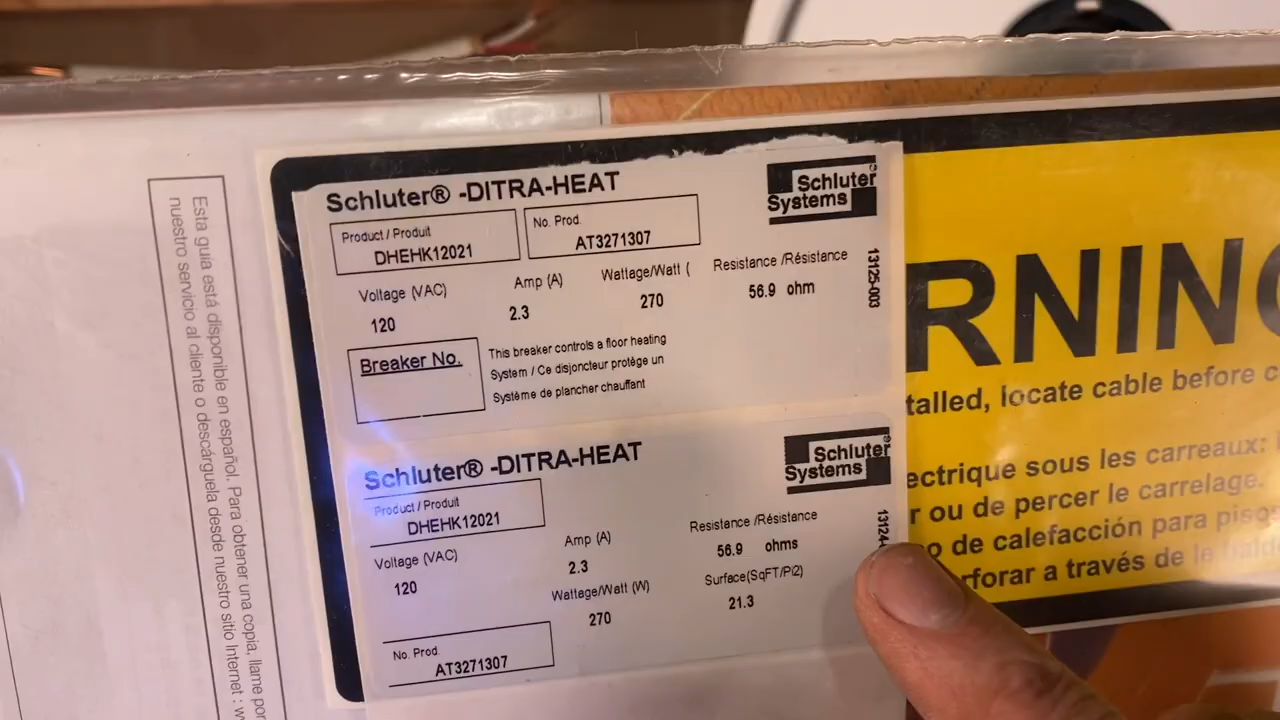 Esta guía está disponible en español. Para obtener una copia, llame por
nuestro servicio al cliente o descárguela desde nuestro sitio Internet : w
Schluter® -DITRA-HEAT
Schluter®
Systems
Product / Produit
DHEHK12021
No. Prod.
AT3271307
Voltage (VAC)
120
Amp (A)
2.3
Wattage/Watt (
270
Resistance /Résistance
56.9 ohm
13125-003
Breaker No.
This breaker controls a floor heating
System / Ce disjoncteur protège un
Système de plancher chauffant
Schluter® -DITRA-HEAT
Schluter®
Systems
Product / Produit
DHEHK12021
Voltage (VAC)
120
Amp (A)
2.3
Wattage/Watt (W)
270
Resistance /Résistance
56.9 ohms
Surface(SqFT/Pi2)
21.3
13124-
No. Prod.
AT3271307
RNIN
talled, locate cable before c
ectrique sous les carreaux:
r ou de percer le carrelage.
o de calefacción para piso
rforar a través de le